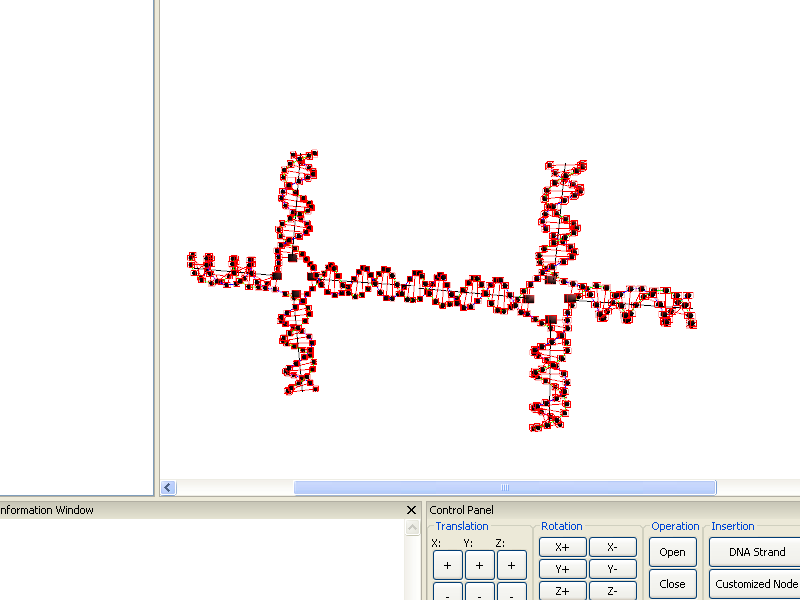 nformation Window
Control Panel
Translation Rotation Operation Insertion
X: Y: Z:
X+ X- Open DNA Strand
+ + +
Y+ Y-
Close Customized Node
- - - Z+ Z-